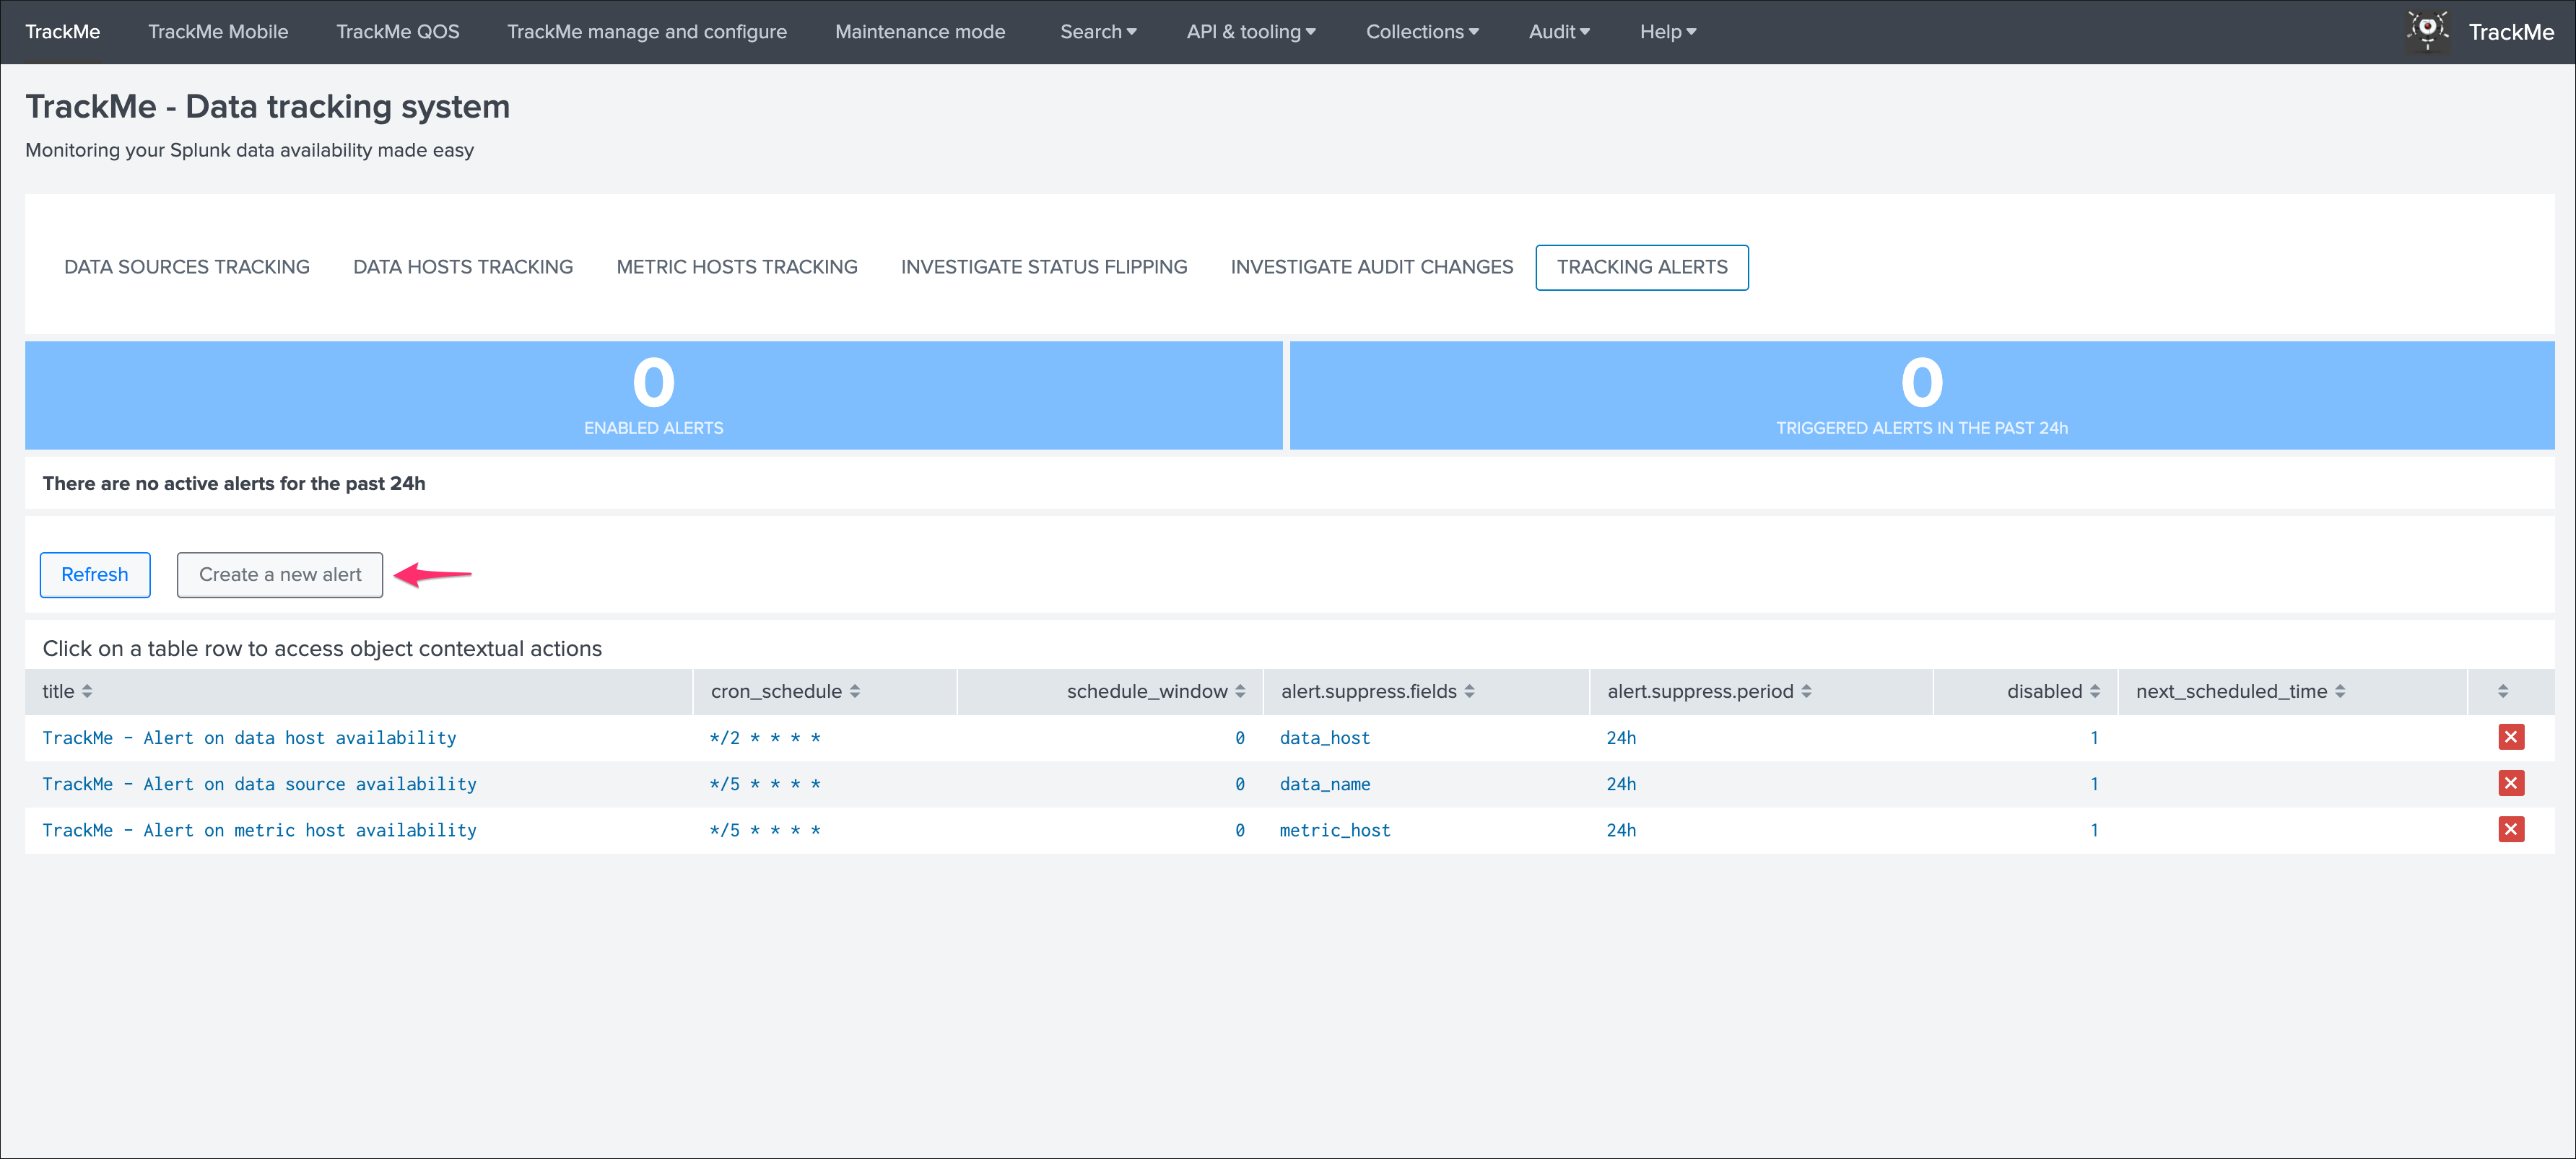 TrackMe TrackMe Mobile TrackMe QOS TrackMe manage and configure Maintenance mode Search API & tooling Collections Audit Help TrackMe
TrackMe - Data tracking system
Monitoring your Splunk data availability made easy
DATA SOURCES TRACKING DATA HOSTS TRACKING METRIC HOSTS TRACKING INVESTIGATE STATUS FLIPPING INVESTIGATE AUDIT CHANGES TRACKING ALERTS
0 0
ENABLED ALERTS TRIGGERED ALERTS IN THE PAST 24h
There are no active alerts for the past 24h
Refresh Create a new alert
Click on a table row to access object contextual actions
title cron_schedule schedule_window alert.suppress.fields alert.suppress.period disabled next_scheduled_time
TrackMe - Alert on data host availability */2 * * * * 0 data_host 24h 1
TrackMe - Alert on data source availability */5 * * * * 0 data_name 24h 1
TrackMe - Alert on metric host availability */5 * * * * 0 metric_host 24h 1